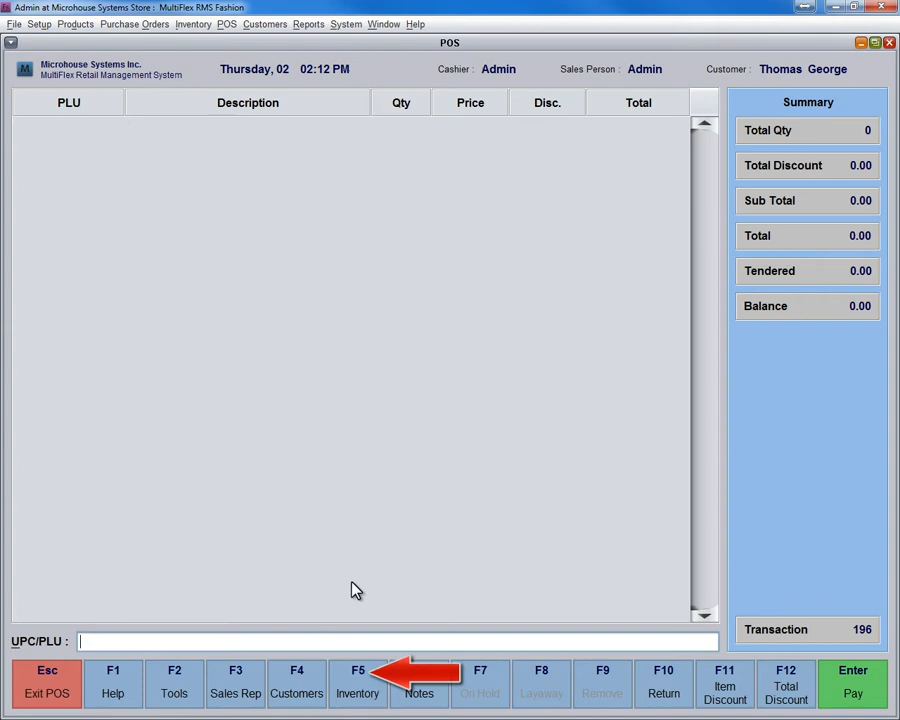 Admin at Microhouse Systems Store : MultiFlex RMS Fashion
File Setup Products Purchase Orders Inventory POS Customers Reports System Window Help
POS
M Microhouse Systems Inc.
MultiFlex Retail Management System
Thursday, 02 02:12 PM
Cashier : Admin
Sales Person : Admin
Customer : Thomas George
PLU Description Qty Price Disc. Total
Summary
Total Qty 0
Total Discount 0.00
Sub Total 0.00
Total 0.00
Tendered 0.00
Balance 0.00
Transaction 196
UPC/PLU :
Esc F1 F2 F3 F4 F5 F7 F8 F9 F10 F11 F12 Enter
Exit POS Help Tools Sales Rep Customers Inventory Notes On Hold Layaway Remove Return Item Discount Total Discount Pay